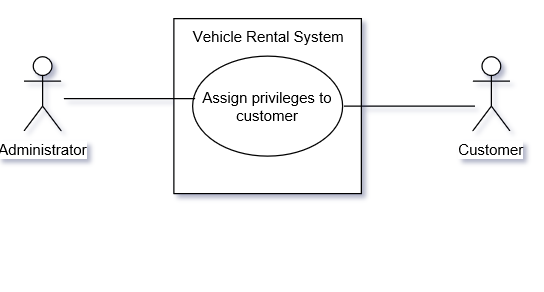 Vehicle Rental System
Assign privileges to
customer
Administrator
Customer